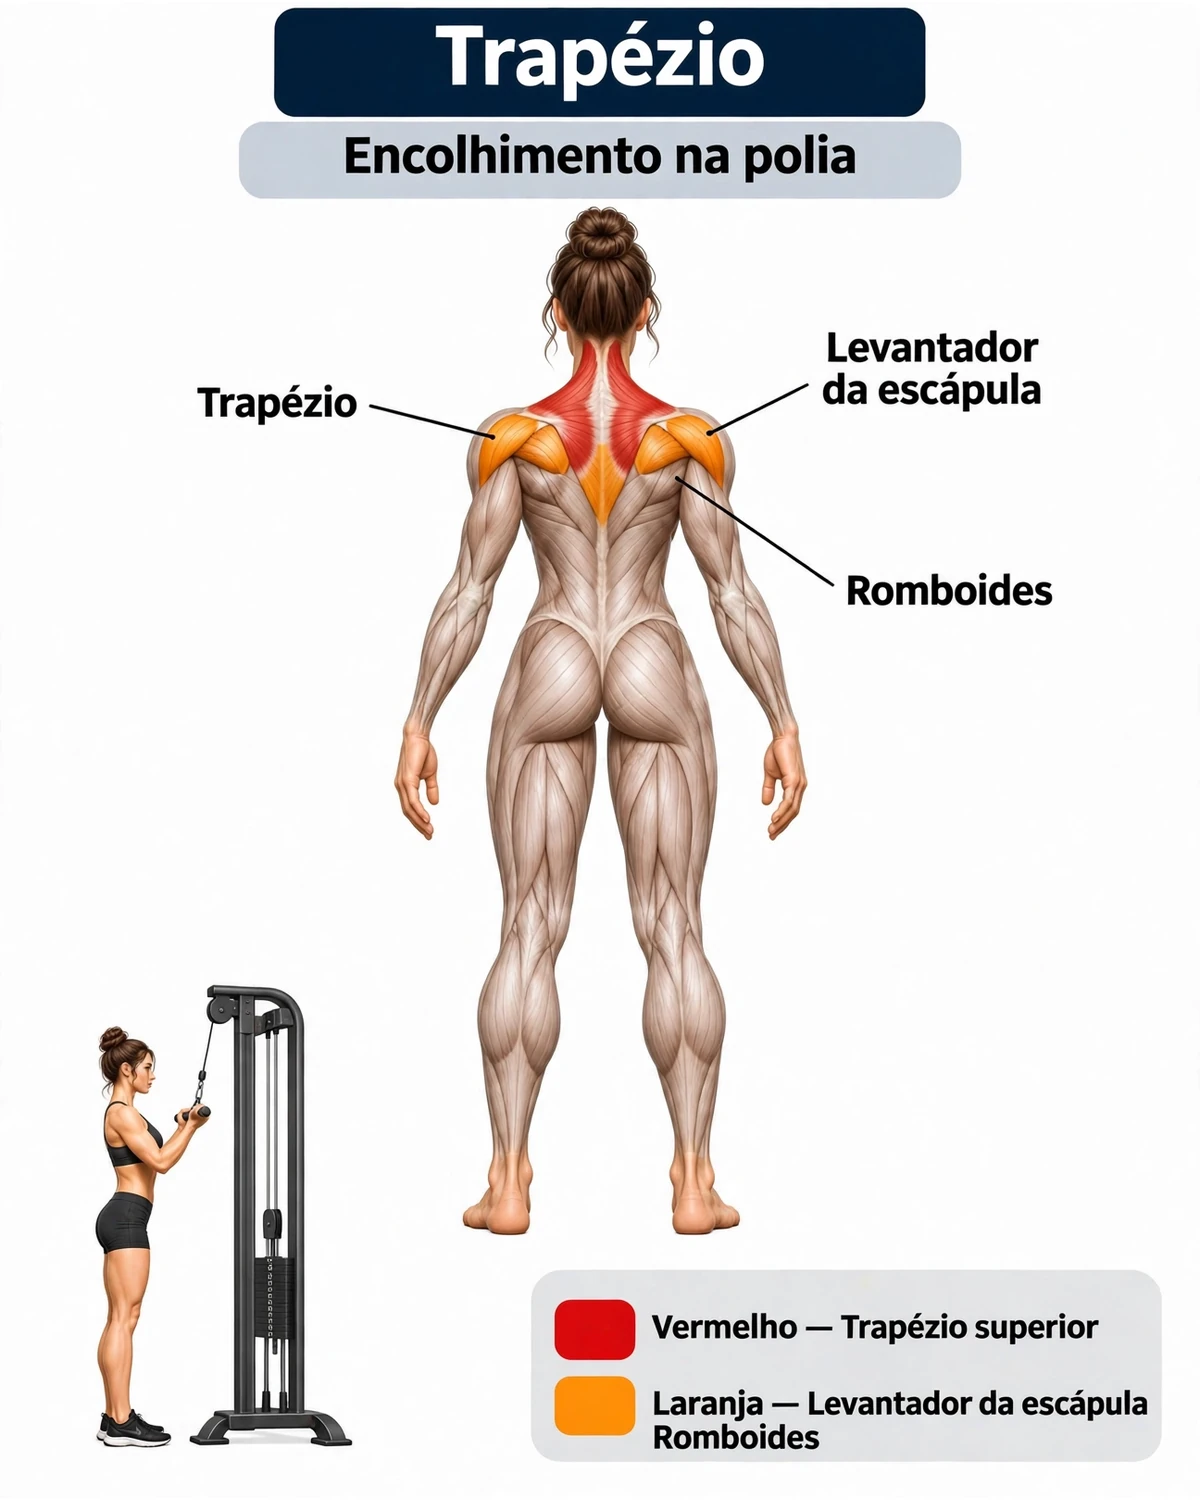 Trapézio
Encolhimento na polia
Levantador
da escápula
Trapézio
Romboides
Vermelho — Trapézio superior
Laranja — Levantador da escápula
Romboides